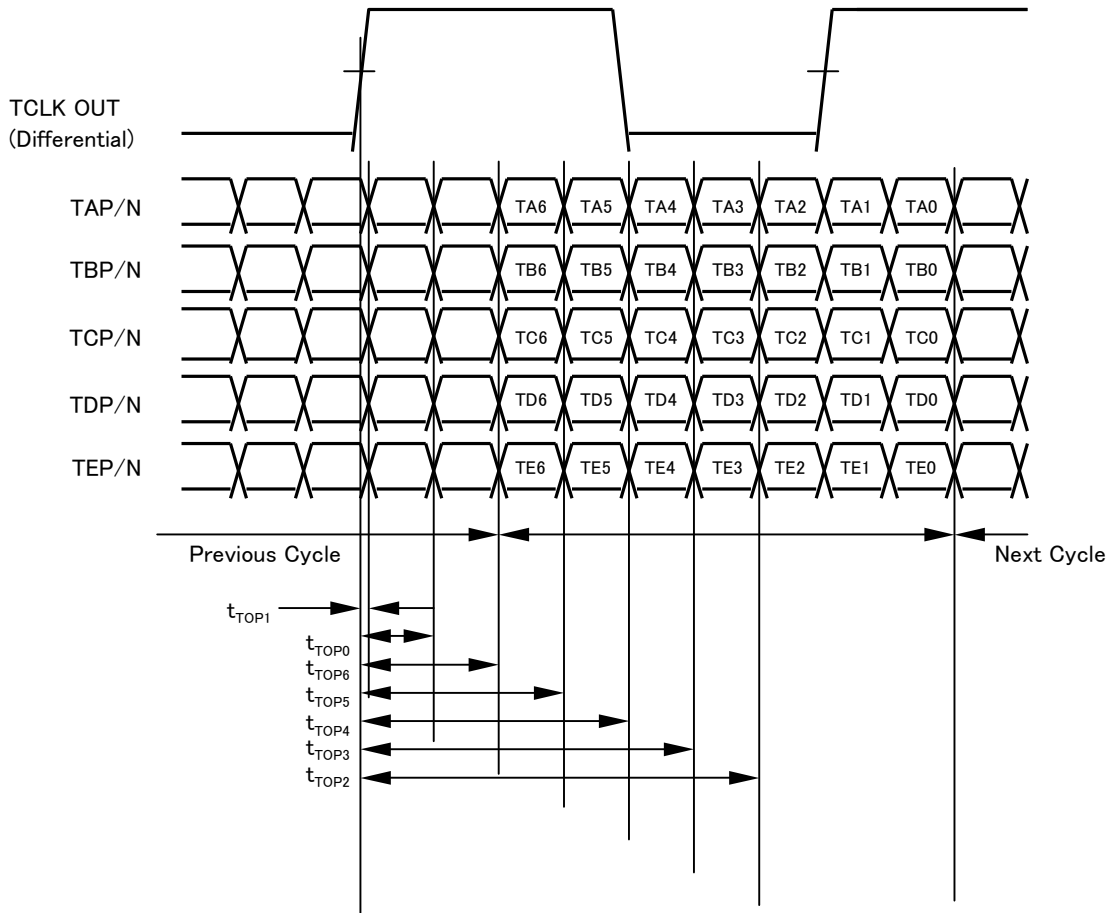 TCLK OUT
(Differential)
TAP/N TA6 TA5 TA4 TA3 TA2 TA1 TA0
TBP/N TB6 TB5 TB4 TB3 TB2 TB1 TB0
TCP/N TC6 TC5 TC4 TC3 TC2 TC1 TC0
TDP/N TD6 TD5 TD4 TD3 TD2 TD1 TD0
TEP/N TE6 TE5 TE4 TE3 TE2 TE1 TE0
Previous Cycle Next Cycle
tTOP1
tTOP0
tTOP6
tTOP5
tTOP4
tTOP3
tTOP2